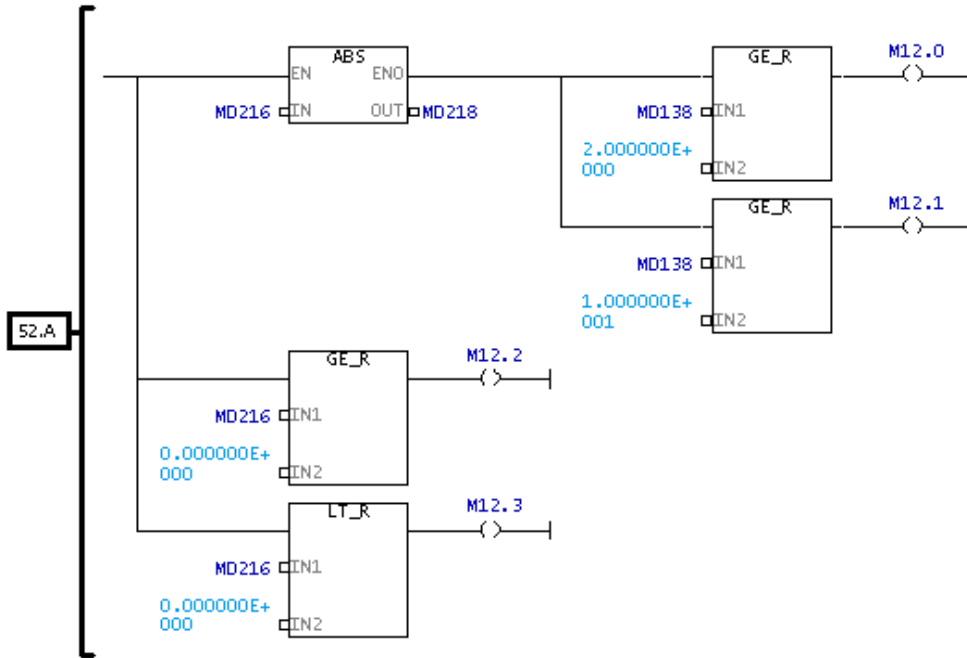 ABS
EN ENO
MD216 IN OUT MD218
GE_R
M12.0
MD138 IN1
2.000000E+
000 IN2
GE_R
M12.1
MD138 IN1
1.000000E+
001 IN2
S2.A
GE_R
M12.2
MD216 IN1
0.000000E+
000 IN2
LT_R
M12.3
MD216 IN1
0.000000E+
000 IN2